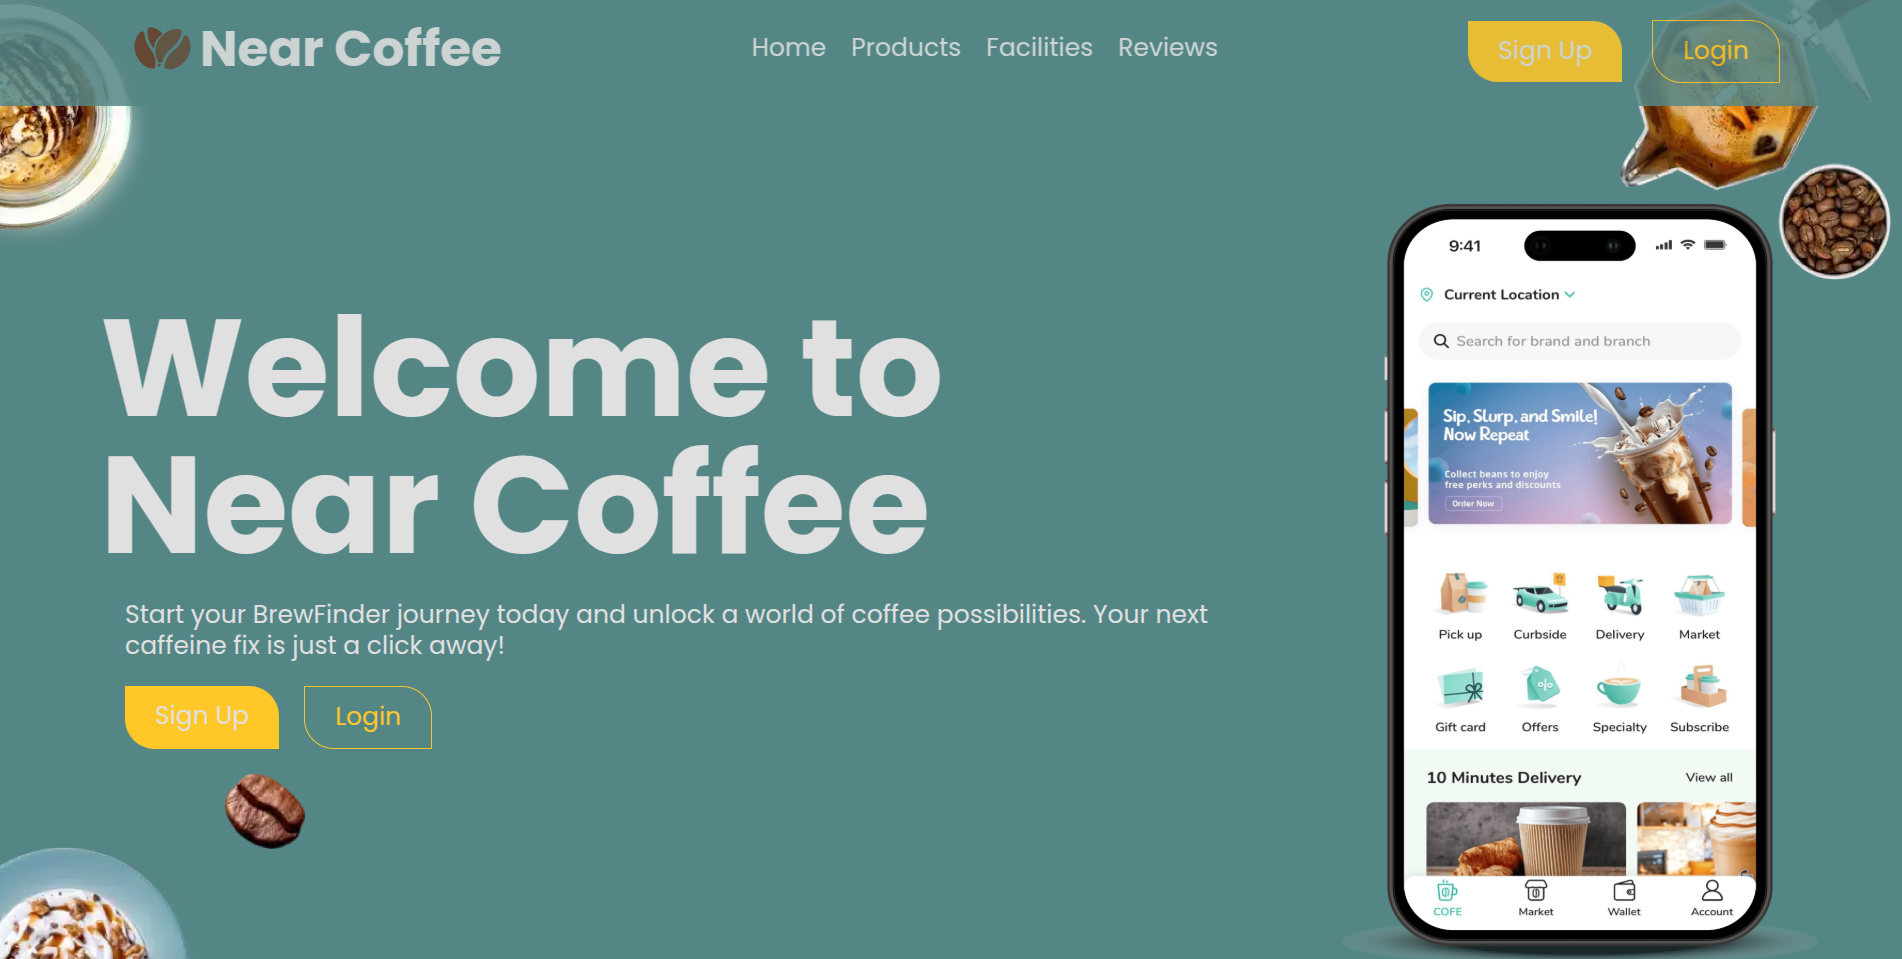 Near Coffee
Home Products Facilities Reviews
Sign Up Login
Welcome to
Near Coffee
Start your BrewFinder journey today and unlock a world of coffee possibilities. Your next
caffeine fix is just a click away!
Sign Up Login
9:41
Current Location
Search for brand and branch
Sip, Slurp, and Smile!
Now Repeat
Collect beans to enjoy
free perks and discounts
Order Now
Pick up Curbside Delivery Market
Gift card Offers Specialty Subscribe
10 Minutes Delivery View all
COFE Market Wallet Account